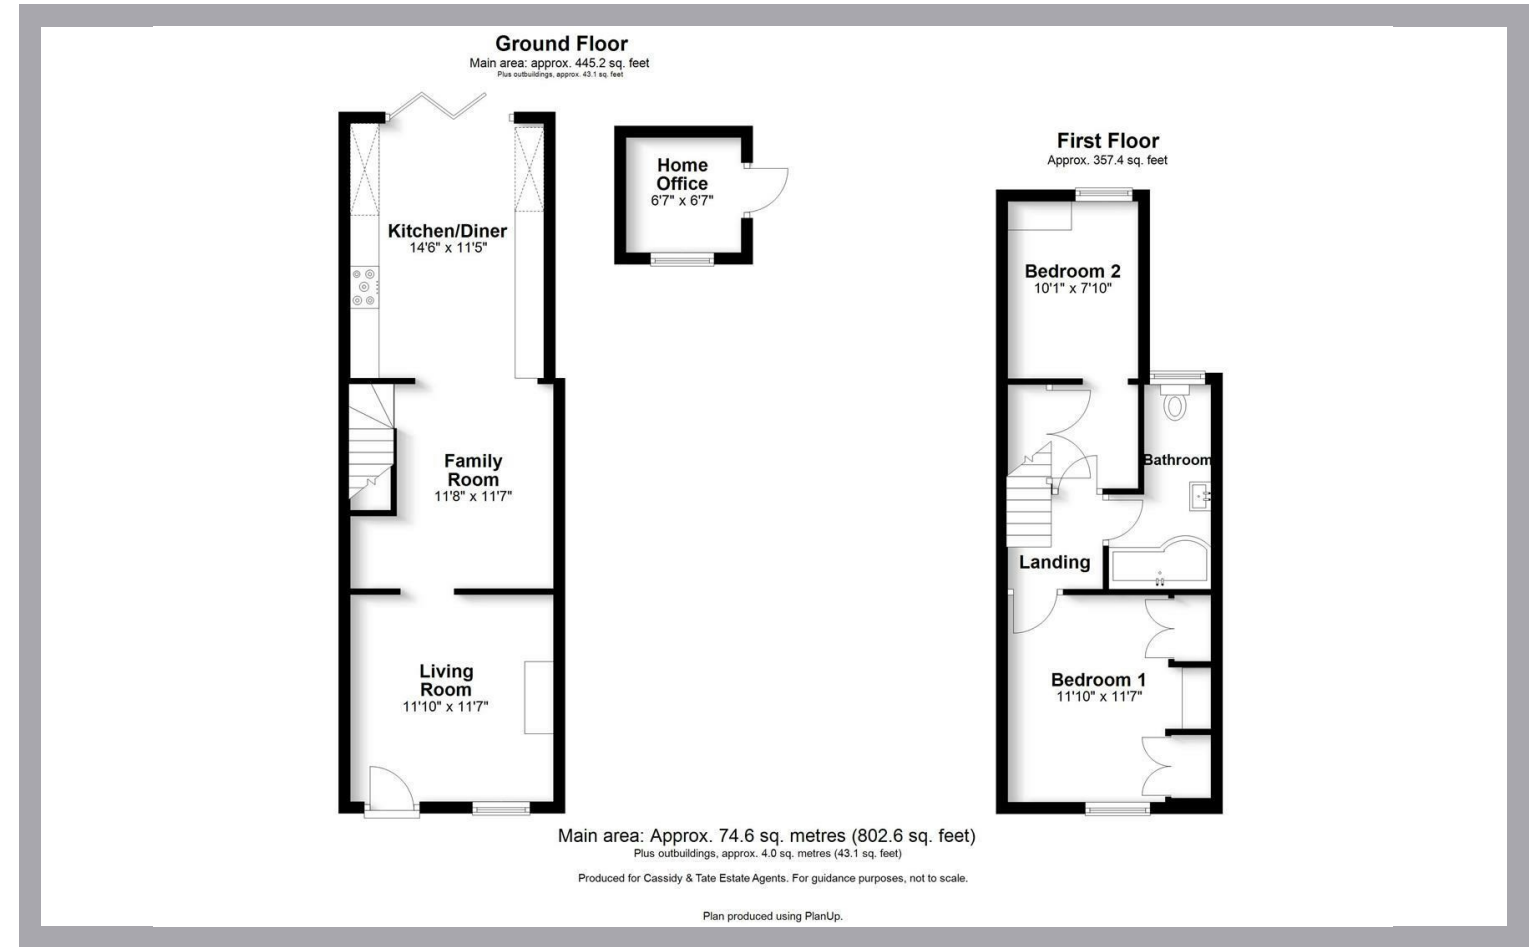 Ground Floor
Main area: approx. 445.2 sq. feet
Plus outbuildings, approx. 43.1 sq. feet
Kitchen/Diner
14'6" x 11'5"
Family
Room
11'8" x 11'7"
Living
Room
11'10" x 11'7"
Home
Office
6'7" x 6'7"
First Floor
Approx. 357.4 sq. feet
Bedroom 2
10'1" x 7'10"
Bathroom
Landing
Bedroom 1
11'10" x 11'7"
Main area: Approx. 74.6 sq. metres (802.6 sq. feet)
Plus outbuildings, approx. 4.0 sq. metres (43.1 sq. feet)
Produced for Cassidy & Tate Estate Agents. For guidance purposes, not to scale.
Plan produced using PlanUp.